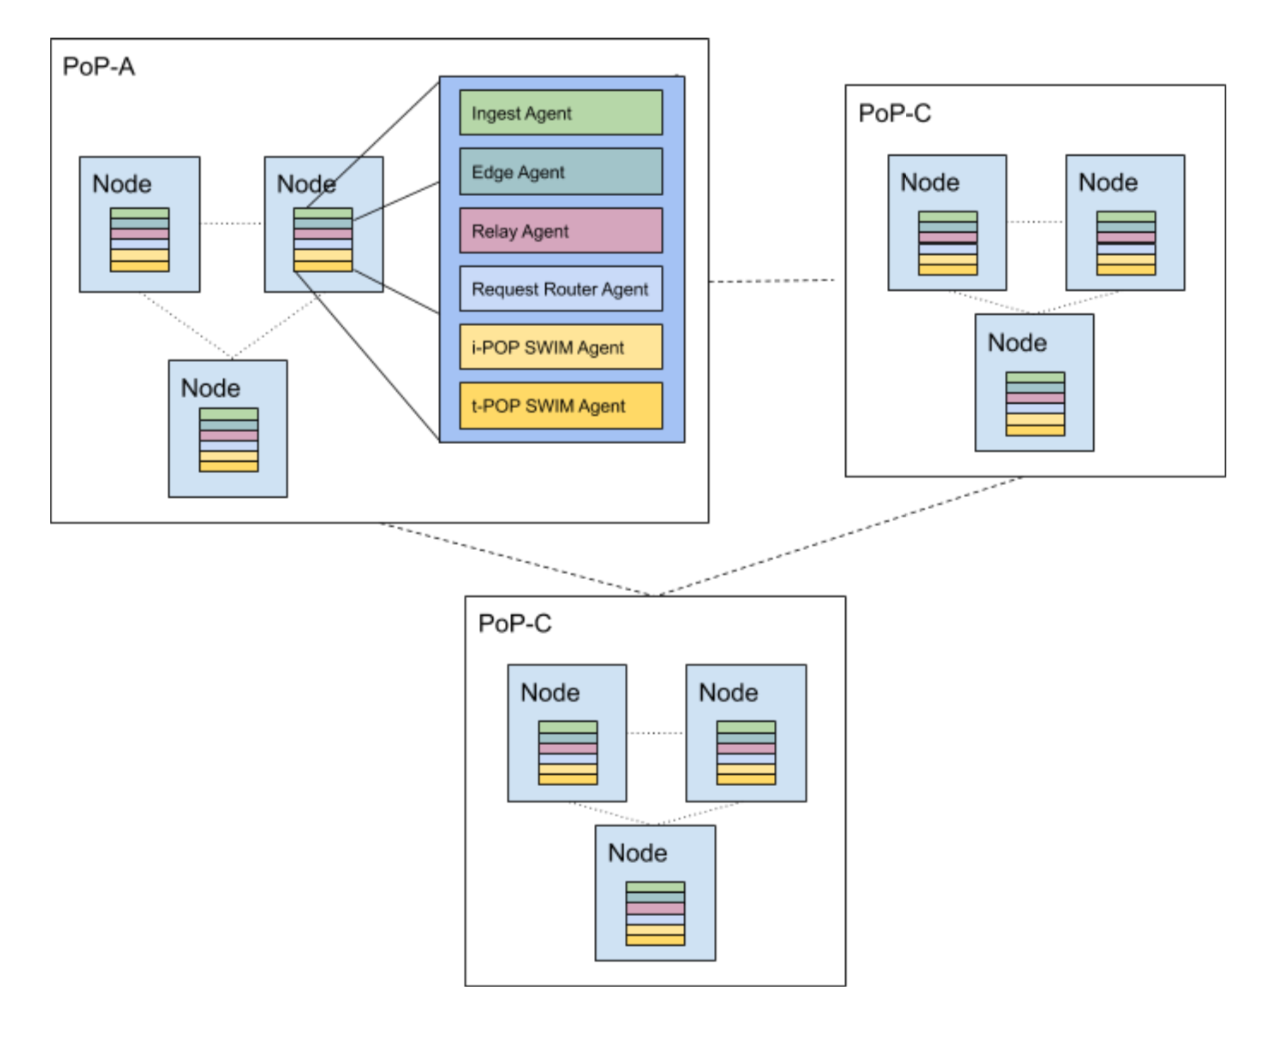 PoP-A
Node
Node
Node
Ingest Agent
Edge Agent
Relay Agent
Request Router Agent
i-POP SWIM Agent
t-POP SWIM Agent
PoP-C
Node
Node
Node
PoP-C
Node
Node
Node